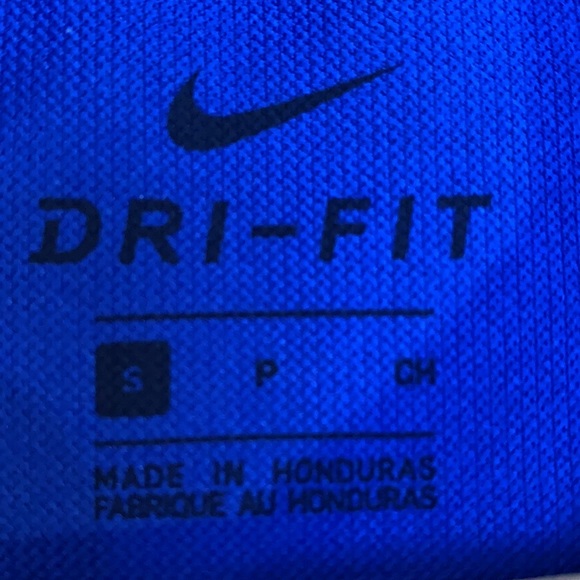 DRI-FIT
S P CH
MADE IN HONDURAS
FABRIQUE AU HONDURAS